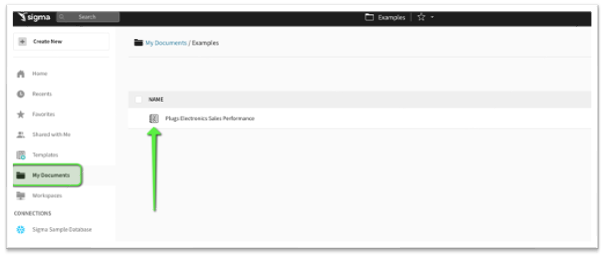 sigma
Search
Examples
Create New
My Documents / Examples
Home
Recents
NAME
Favorites
Plugs Electronics Sales Performance
Shared with Me
Templates
My Documents
Workspaces
CONNECTIONS
Sigma Sample Database